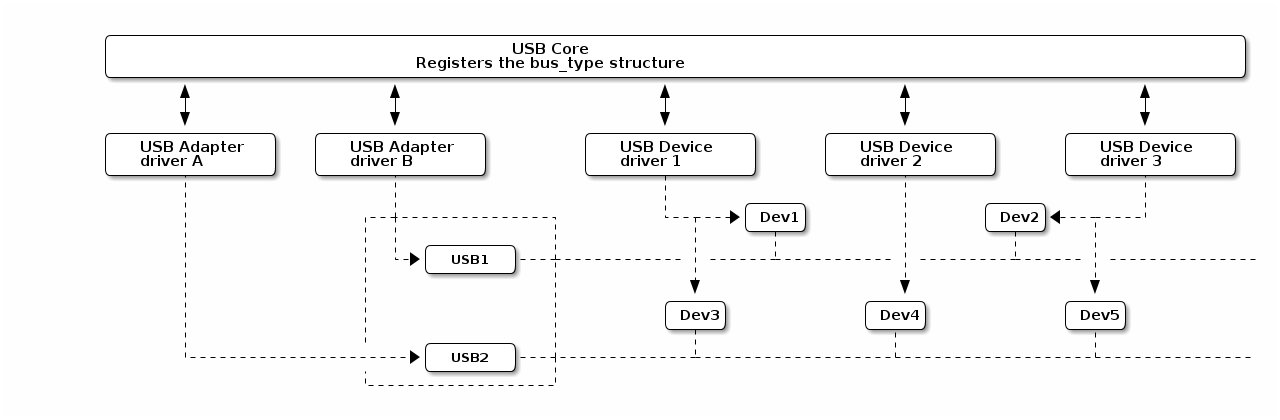 USB Core
Registers the bus_type structure
USB Adapter
driver A
USB Adapter
driver B
USB Device
driver 1
USB Device
driver 2
USB Device
driver 3
Dev1
Dev2
USB1
Dev3
Dev4
Dev5
USB2